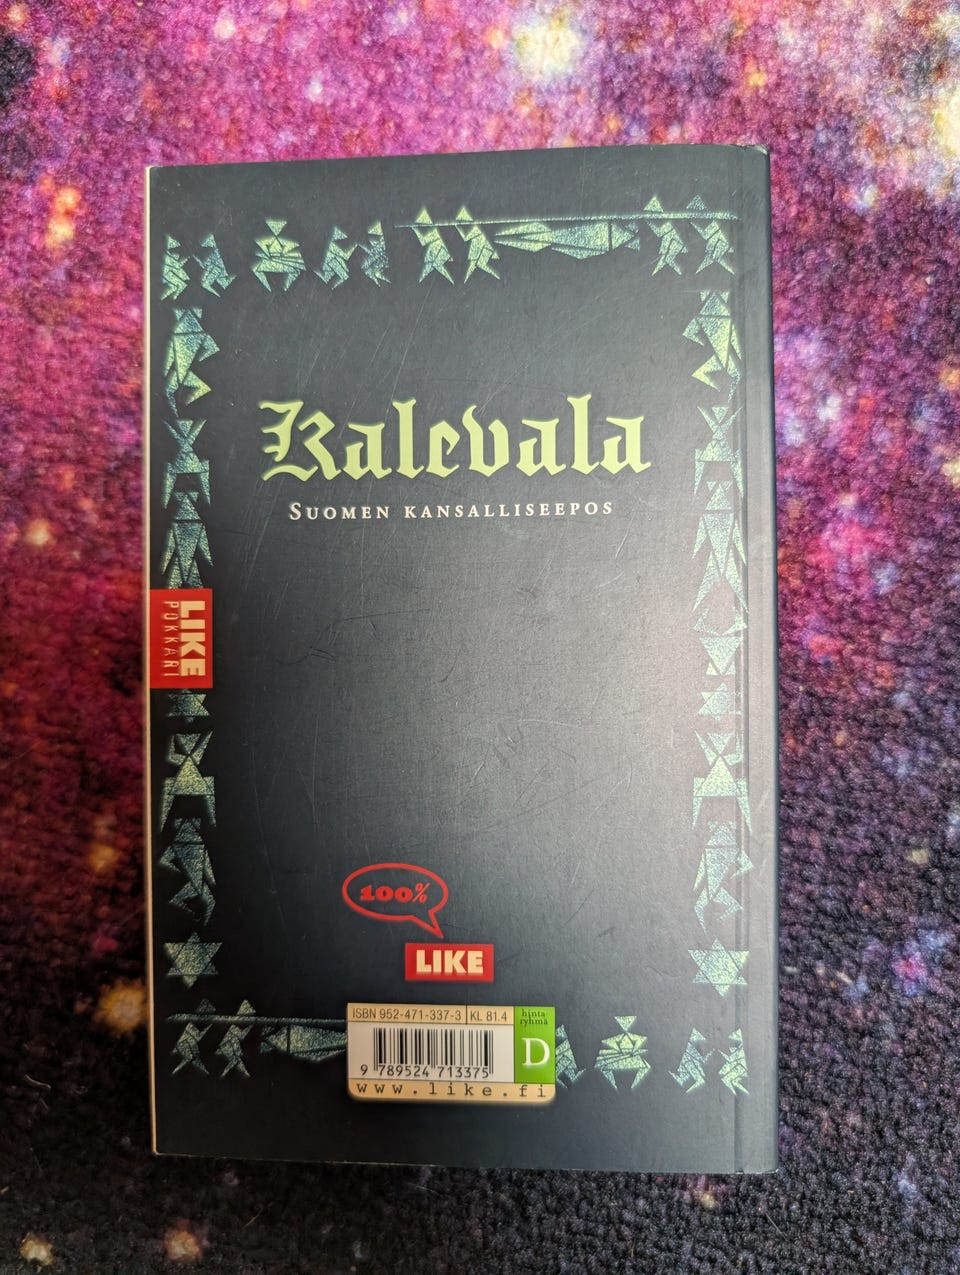 Kalevala
SUOMEN KANSALLISEEPOS
LIKE
POKKARI
100%
LIKE
ISBN 952-471-337-3 KL 81.4
hinta-
ryhmä
D
9 789524 713375
www.like.fi